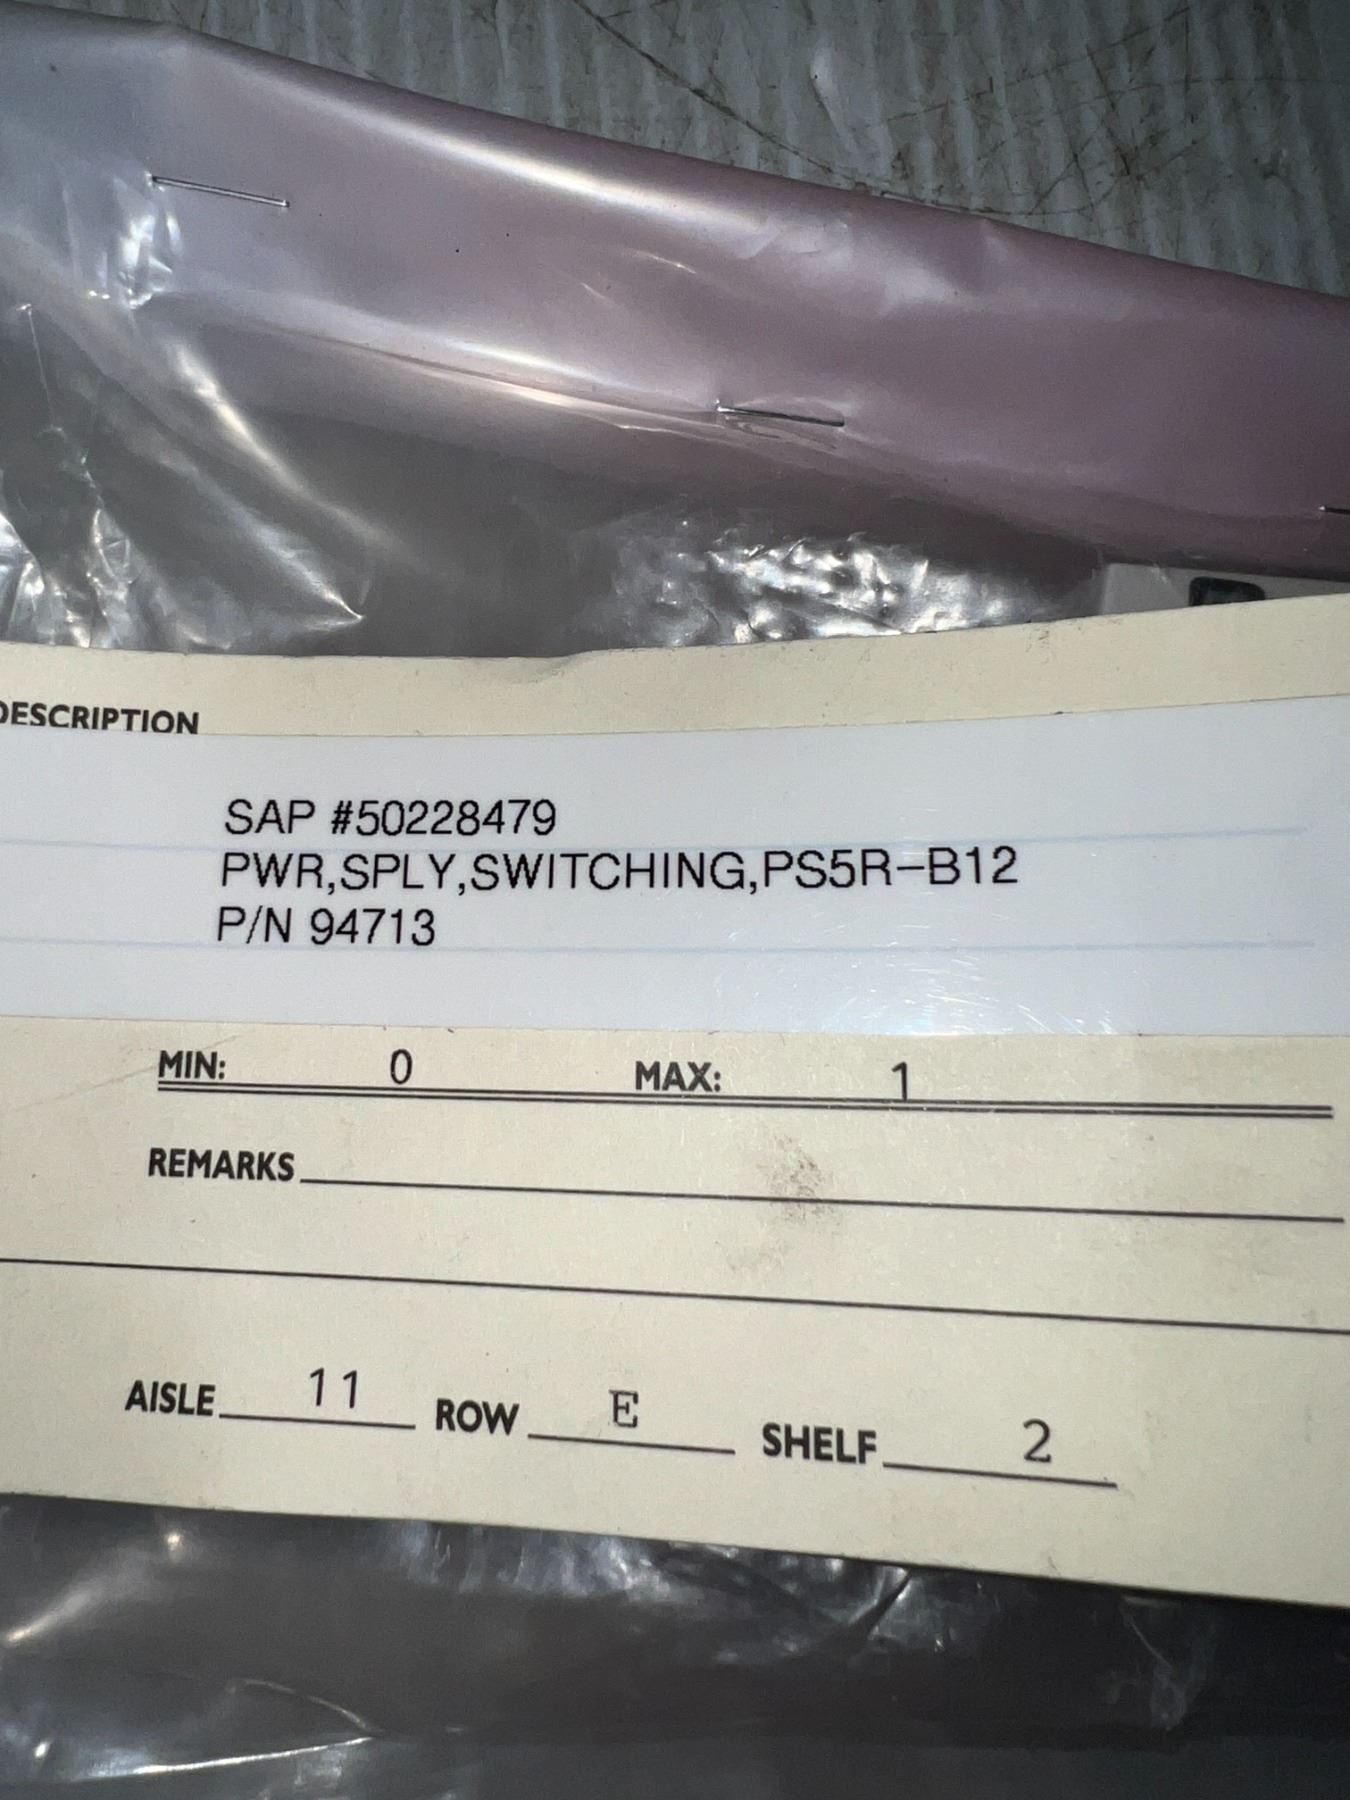 DESCRIPTION
SAP #50228479
PWR,SPLY,SWITCHING,PS5R-B12
P/N 94713
MIN: 0 MAX: 1
REMARKS
AISLE 11 ROW E SHELF 2